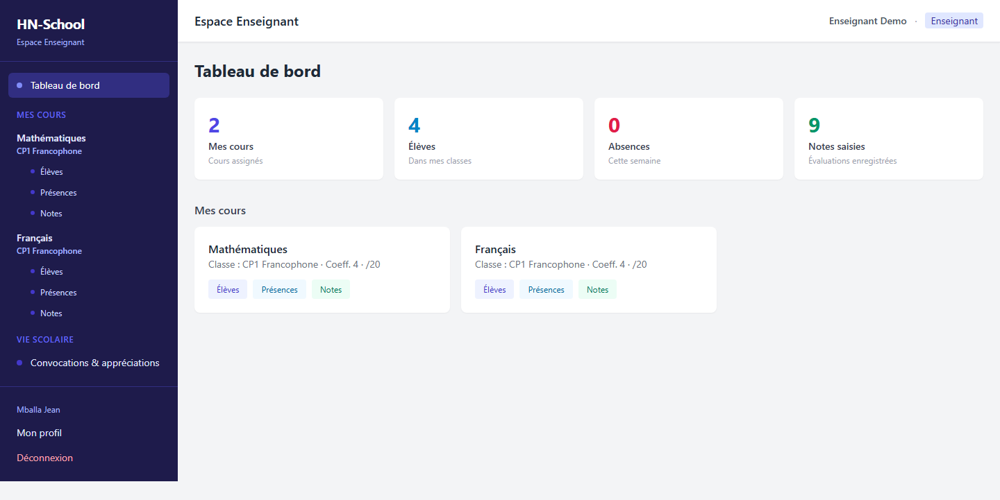 HN-School
Espace Enseignant
Tableau de bord
MES COURS
Mathématiques
CP1 Francophone
Élèves
Présences
Notes
Français
CP1 Francophone
Élèves
Présences
Notes
VIE SCOLAIRE
Convocations & appréciations
Mballa Jean
Mon profil
Déconnexion
Espace Enseignant
Enseignant Demo · Enseignant
Tableau de bord
2
Mes cours
Cours assignés
4
Élèves
Dans mes classes
0
Absences
Cette semaine
9
Notes saisies
Évaluations enregistrées
Mes cours
Mathématiques
Classe : CP1 Francophone · Coeff. 4 · /20
Élèves Présences Notes
Français
Classe : CP1 Francophone · Coeff. 4 · /20
Élèves Présences Notes